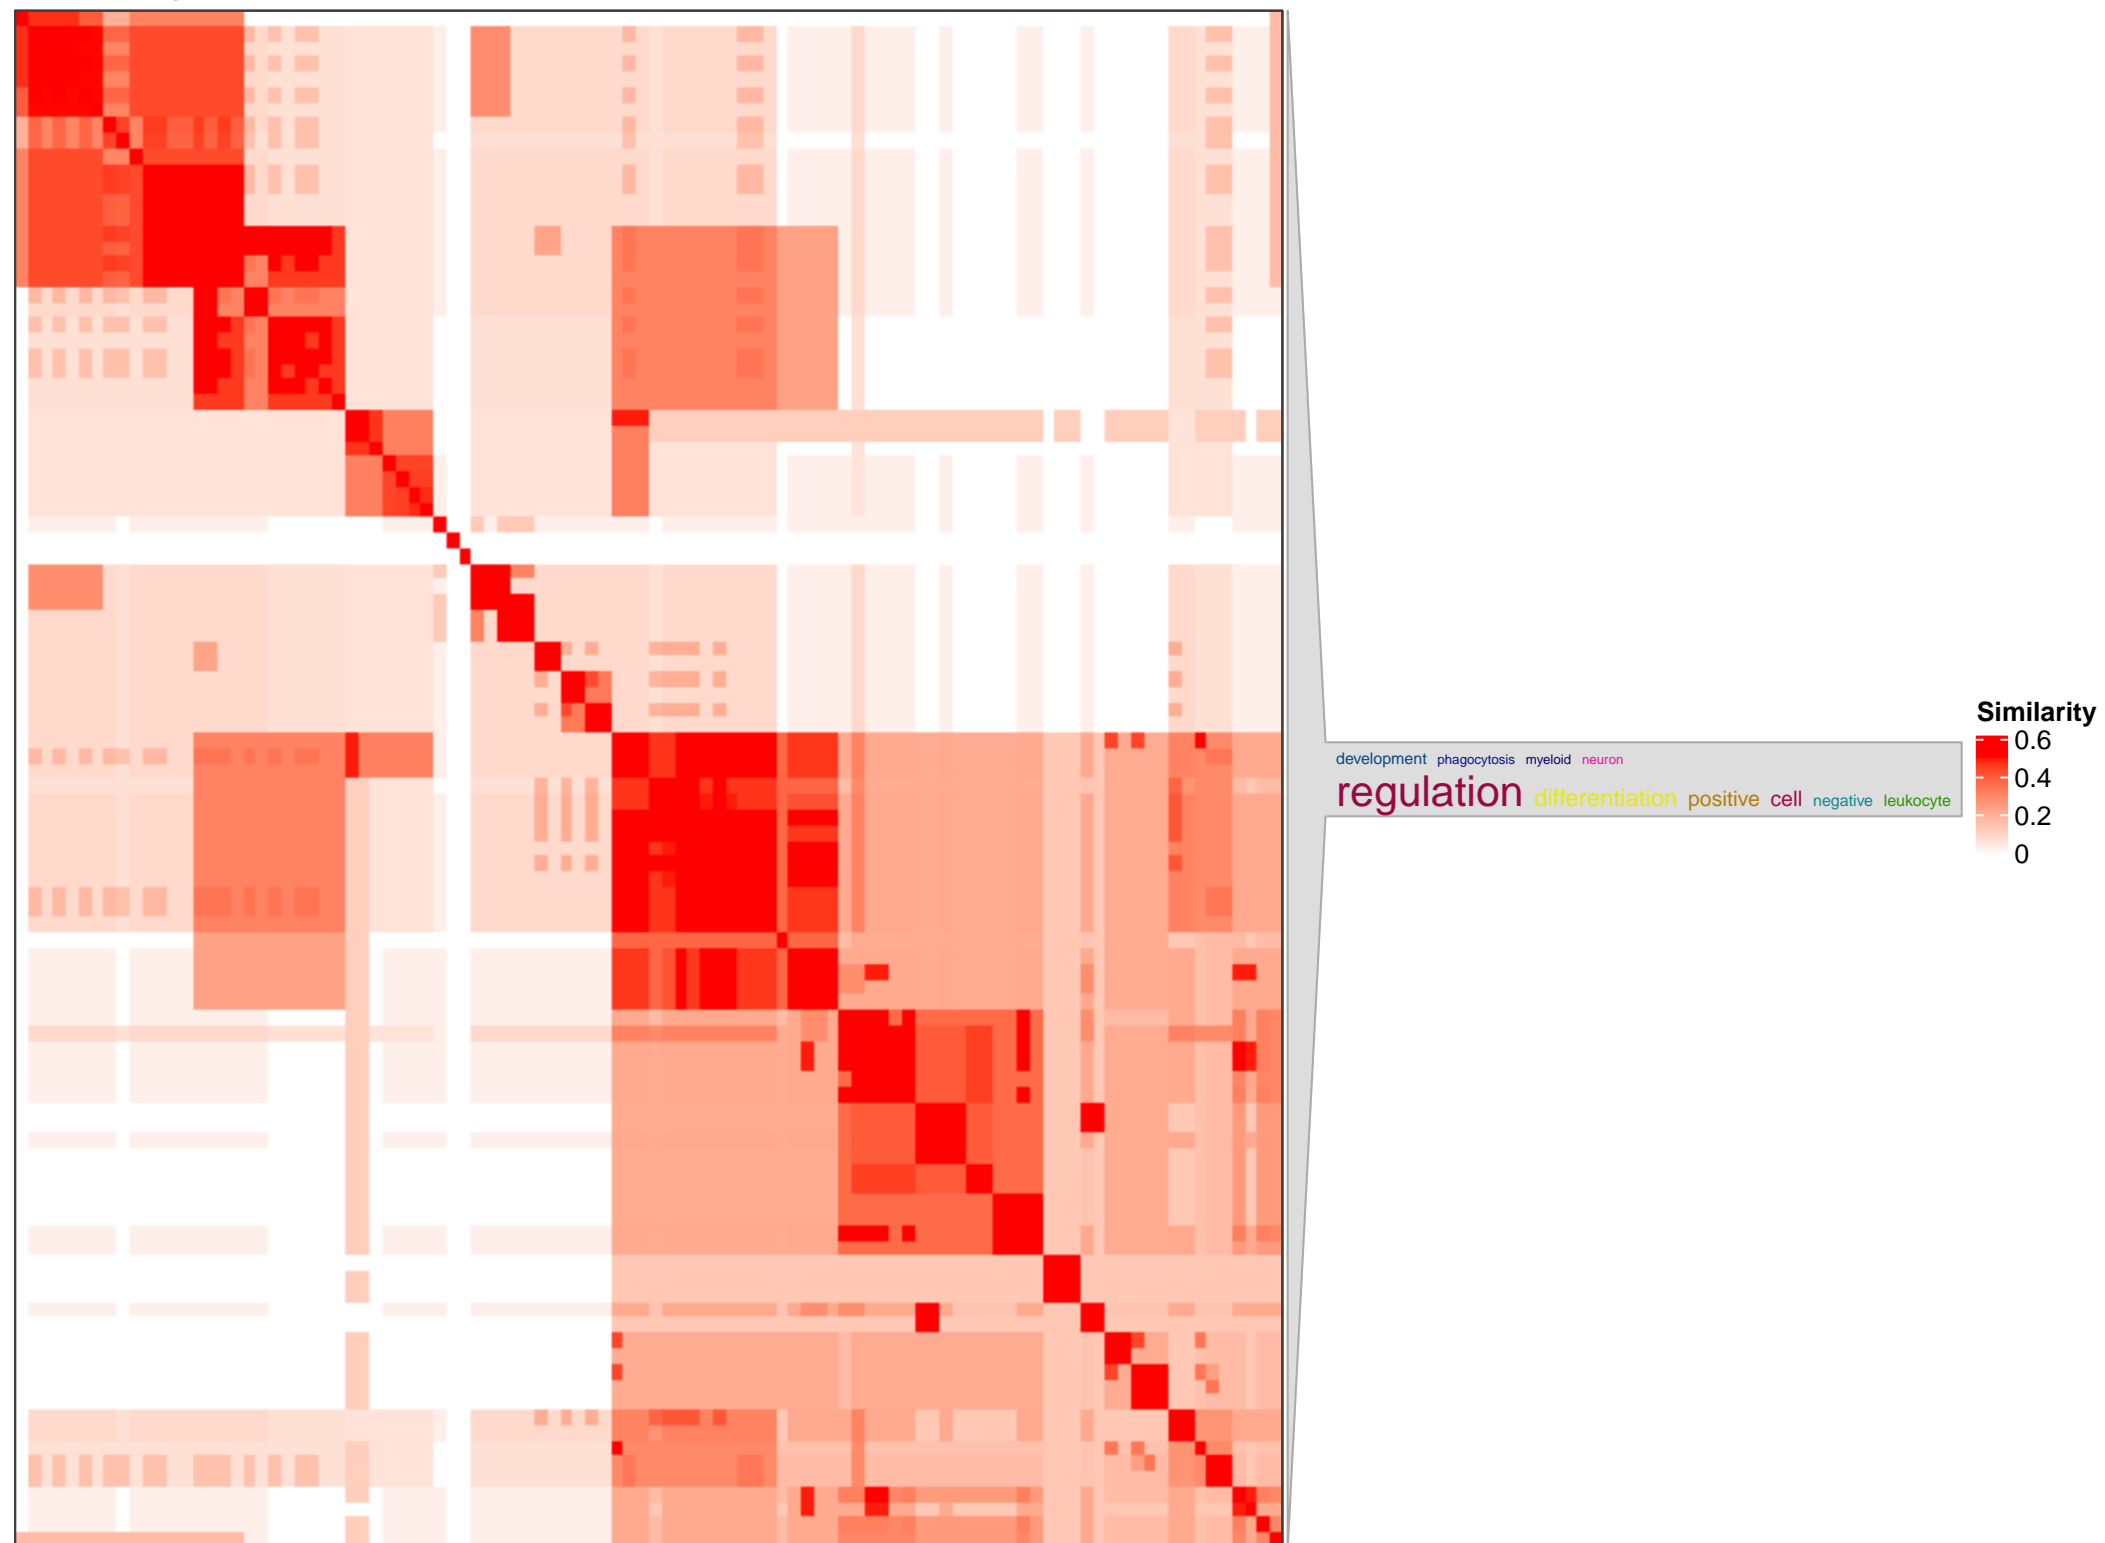 Similarity
0.6
0.4
0.2
0
development phagocytosis myeloid neuron
regulation differentiation positive cell negative leukocyte